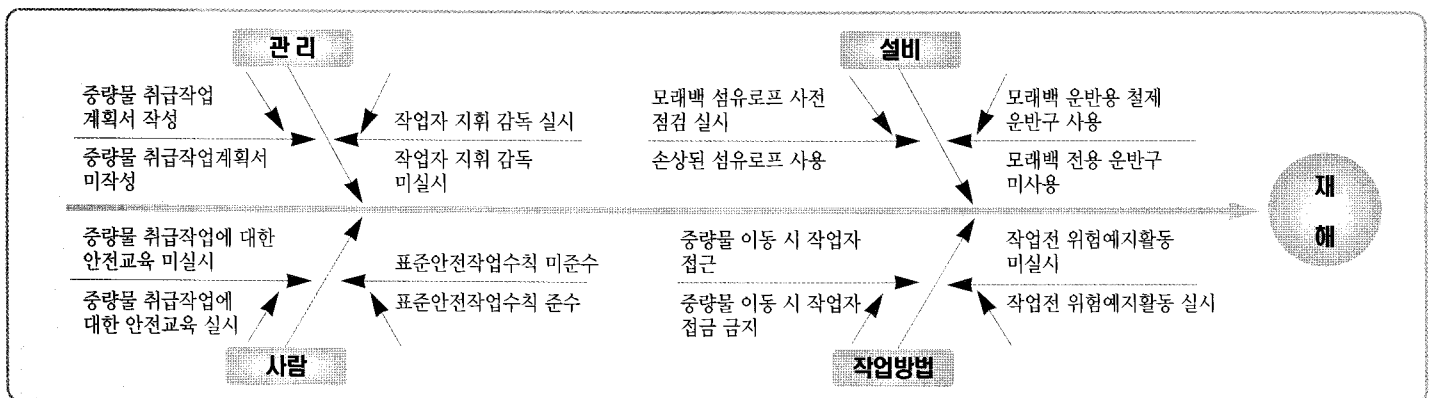 관리
중량물 취급작업
계획서 작성
작업자 지휘 감독 실시
중량물 취급작업계획서
미작성
작업자 지휘 감독
미실시
설비
모래백 섬유로프 사전
점검 실시
모래백 운반용 철제
운반구 사용
손상된 섬유로프 사용
모래백 전용 운반구
미사용
재
해
중량물 취급작업에 대한
안전교육 미실시
표준안전작업수칙 미준수
중량물 취급작업에
대한 안전교육 실시
표준안전작업수칙 준수
사람
중량물 이동 시 작업자
접근
작업전 위험예지활동
미실시
중량물 이동 시 작업자
접금 금지
작업전 위험예지활동 실시
작업방법